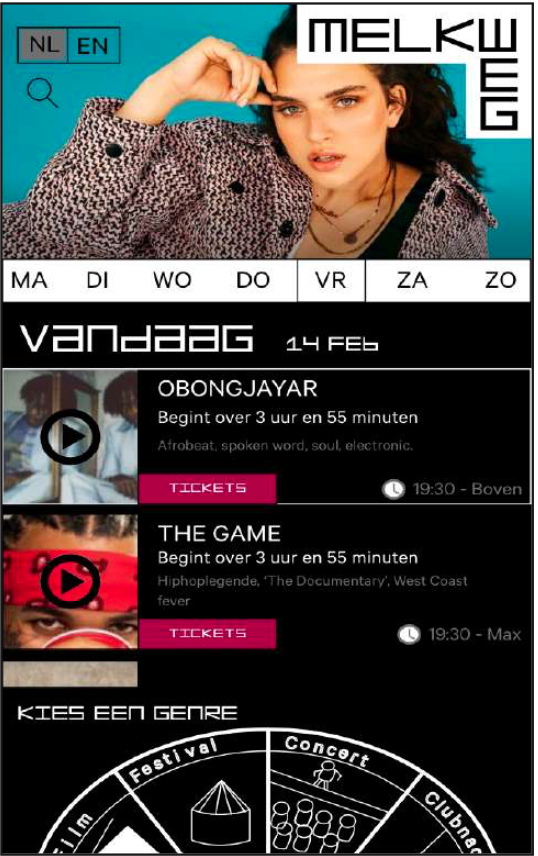 NL EN
MELKWEG
MA DI WO DO VR ZA ZO
Vandaag 14 FEB
OBONGJAYAR
Begint over 3 uur en 55 minuten
Afrobeat, spoken word, soul, electronic.
TICKETS
19:30 - Boven
THE GAME
Begint over 3 uur en 55 minuten
Hiphoplegende, 'The Documentary', West Coast
fever
TICKETS
19:30 - Max
KIES EEN GENRE
Film
Festival
Concert
Clubnac